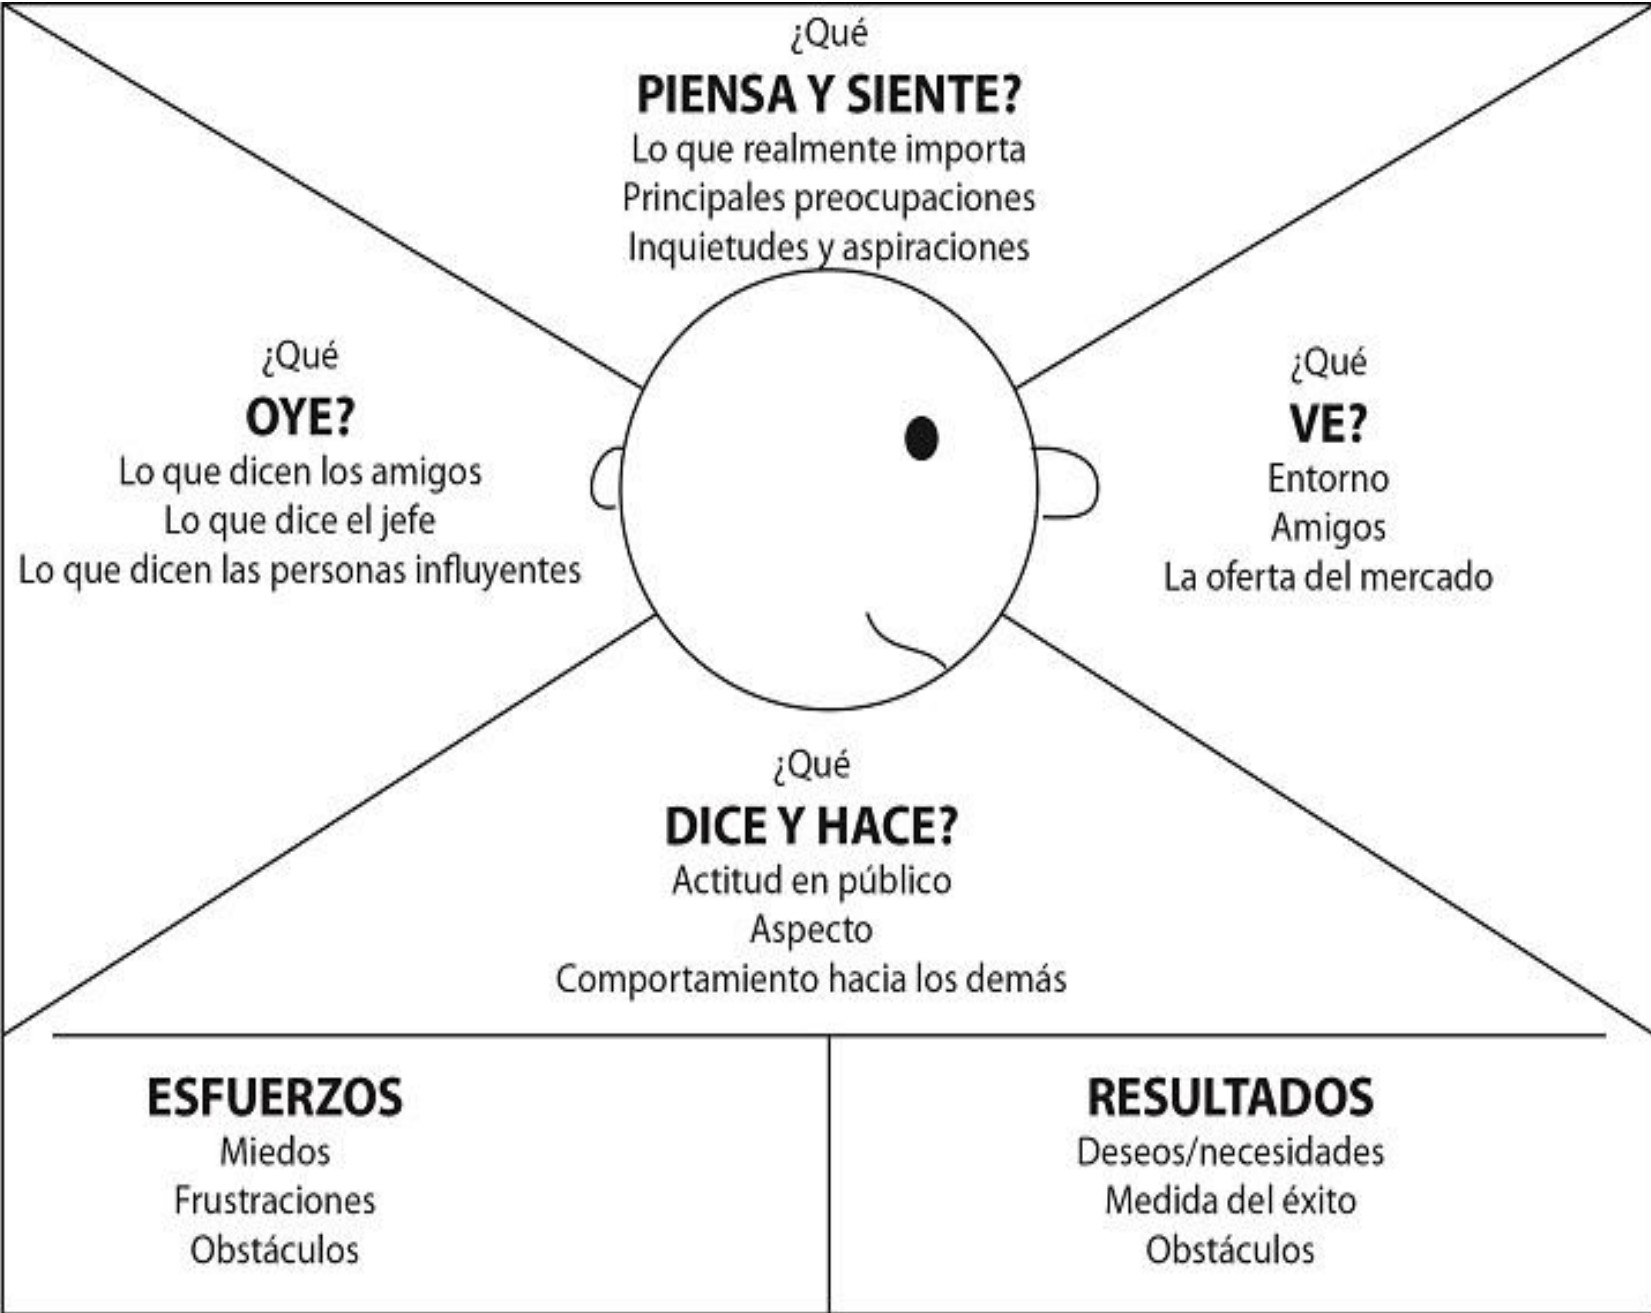 ¿Qué
PIENSA Y SIENTE?
Lo que realmente importa
Principales preocupaciones
Inquietudes y aspiraciones
¿Qué
OYE?
Lo que dicen los amigos
Lo que dice el jefe
Lo que dicen las personas influyentes
¿Qué
VE?
Entorno
Amigos
La oferta del mercado
¿Qué
DICE Y HACE?
Actitud en público
Aspecto
Comportamiento hacia los demás
ESFUERZOS
Miedos
Frustraciones
Obstáculos
RESULTADOS
Deseos/necesidades
Medida del éxito
Obstáculos